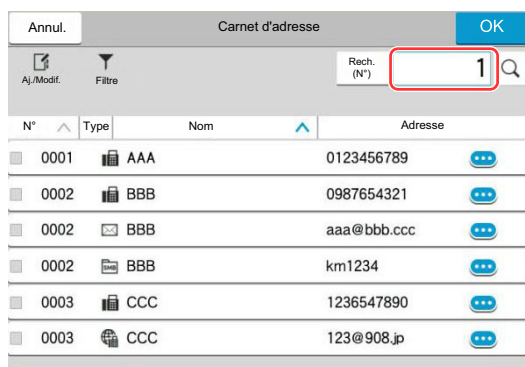 Annul. Carnet d'adresse OK
Aj./Modif. Filtre Rech. (N°) 1
N° Type Nom Adresse
0001 AAA 0123456789
0002 BBB 0987654321
0002 BBB aaa@bbb.ccc
0002 SMB BBB km1234
0003 CCC 1236547890
0003 CCC 123@908.jp